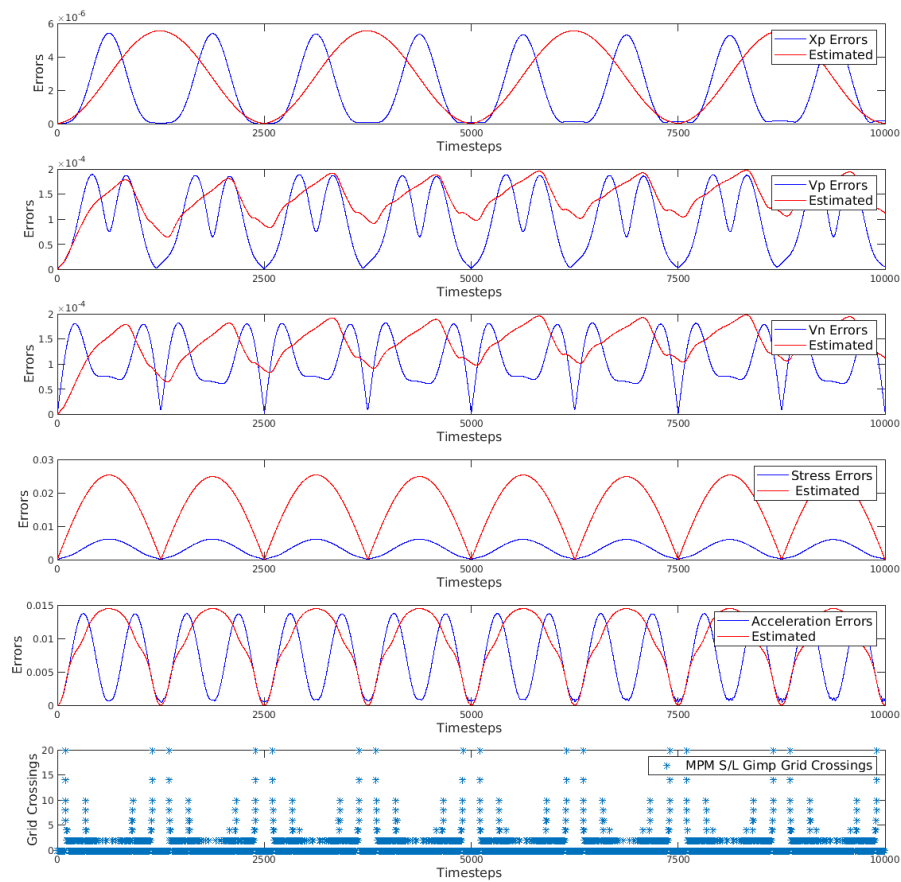 ×10⁻⁶
6
4
2
0
Errors
Xp Errors
Estimated
0 2500 5000 7500 10000
Timesteps
×10⁻⁴
2
1.5
1
0.5
0
Errors
Vp Errors
Estimated
0 2500 5000 7500 10000
Timesteps
×10⁻⁴
2
1.5
1
0.5
0
Errors
Vn Errors
Estimated
0 2500 5000 7500 10000
Timesteps
0.03
0.02
0.01
0
Errors
Stress Errors
Estimated
0 2500 5000 7500 10000
Timesteps
0.015
0.01
0.005
0
Errors
Acceleration Errors
Estimated
0 2500 5000 7500 10000
Timesteps
20
15
10
5
0
Grid Crossings
MPM S/L Gimp Grid Crossings
0 2500 5000 7500 10000
Timesteps